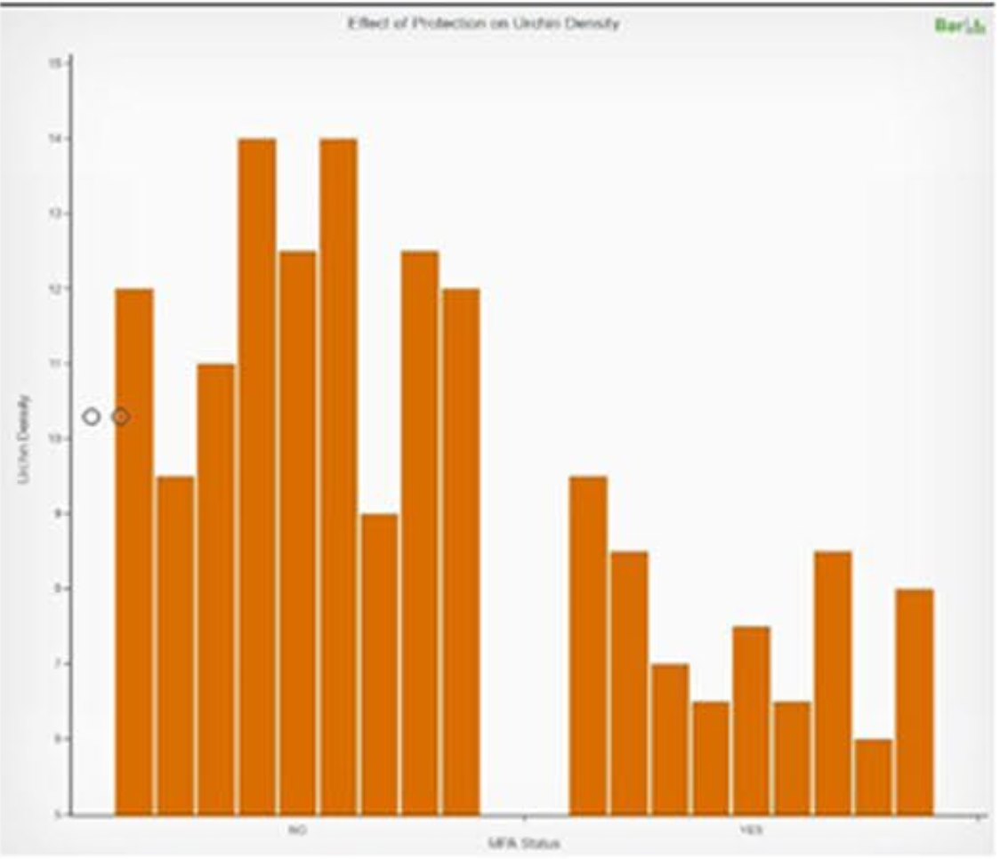 Effect of Protection on Urchin Density
Bar
15
14
13
12
11
10
9
8
7
6
5
Urchin Density
NO
YES
MPA Status